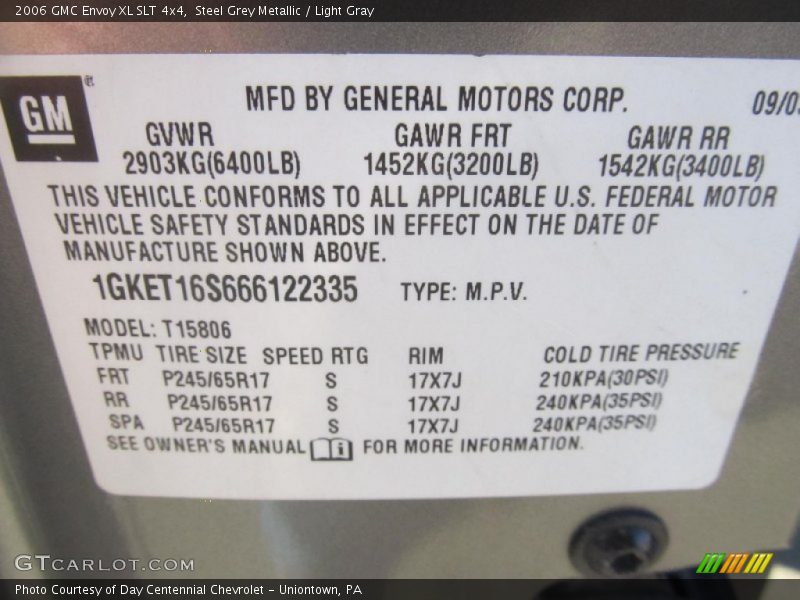 2006 GMC Envoy XL SLT 4x4, Steel Grey Metallic / Light Gray
GM
MFD BY GENERAL MOTORS CORP.
GVWR GAWR FRT GAWR RR
2903KG(6400LB) 1452KG(3200LB) 1542KG(3400LB)
THIS VEHICLE CONFORMS TO ALL APPLICABLE U.S. FEDERAL MOTOR
VEHICLE SAFETY STANDARDS IN EFFECT ON THE DATE OF
MANUFACTURE SHOWN ABOVE.
1GKET16S666122335 TYPE: M.P.V.
MODEL: T15806
TPMU TIRE SIZE SPEED RTG RIM COLD TIRE PRESSURE
FRT P245/65R17 S 17X7J 210KPA(30PSI)
RR P245/65R17 S 17X7J 240KPA(35PSI)
SPA P245/65R17 S 17X7J 240KPA(35PSI)
SEE OWNER'S MANUAL FOR MORE INFORMATION.
GTCARLOT.COM
Photo Courtesy of Day Centennial Chevrolet - Uniontown, PA